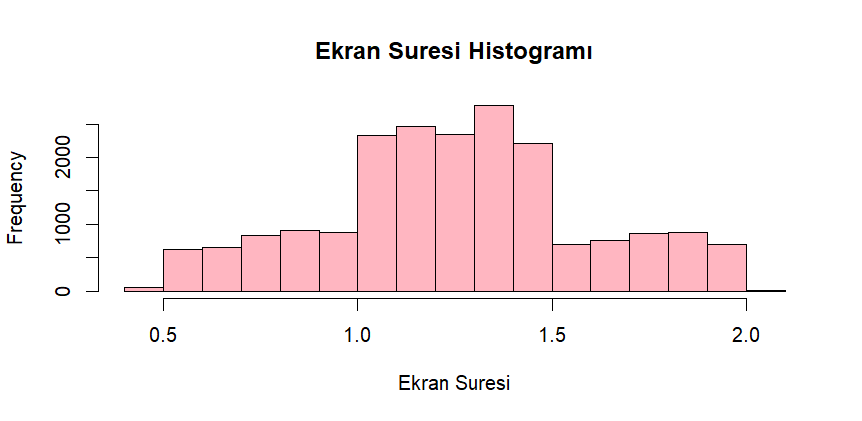 Ekran Suresi Histogramı
Frequency
2000
1000
0
0.5 1.0 1.5 2.0
Ekran Suresi